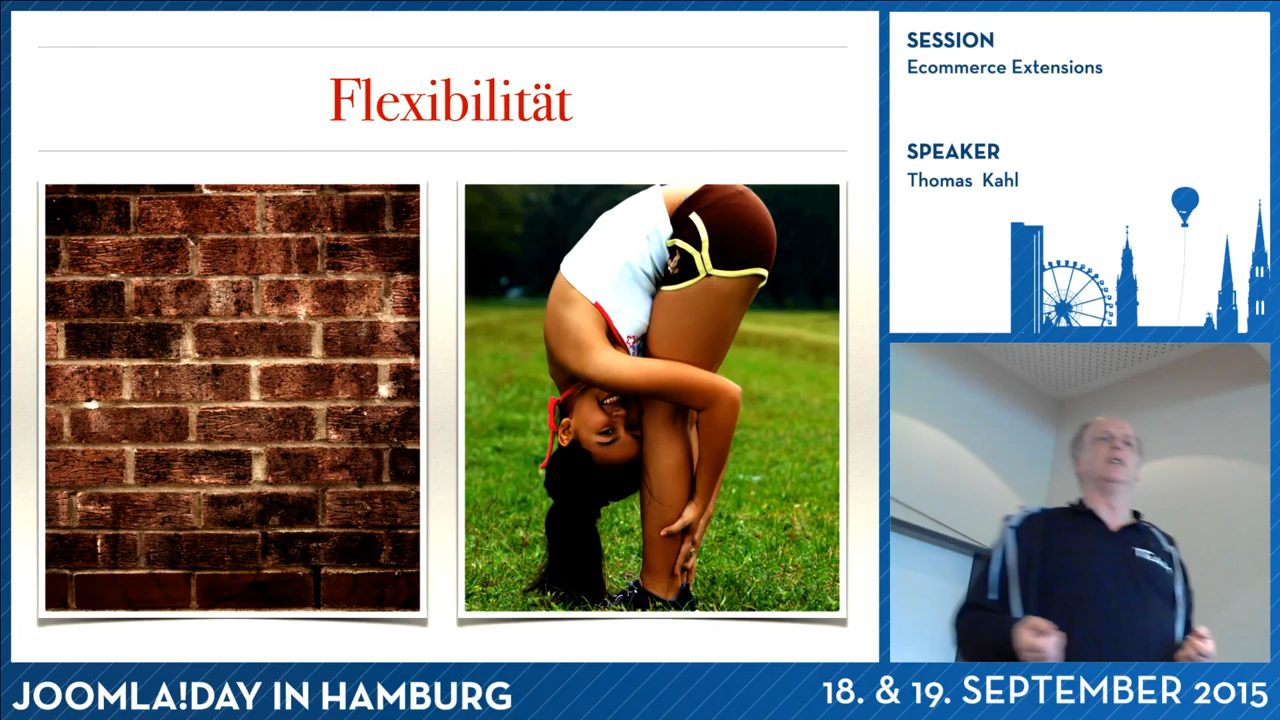 Flexibilität
SESSION
Ecommerce Extensions
SPEAKER
Thomas Kahl
JOOMLA!DAY IN HAMBURG
18. & 19. SEPTEMBER 2015